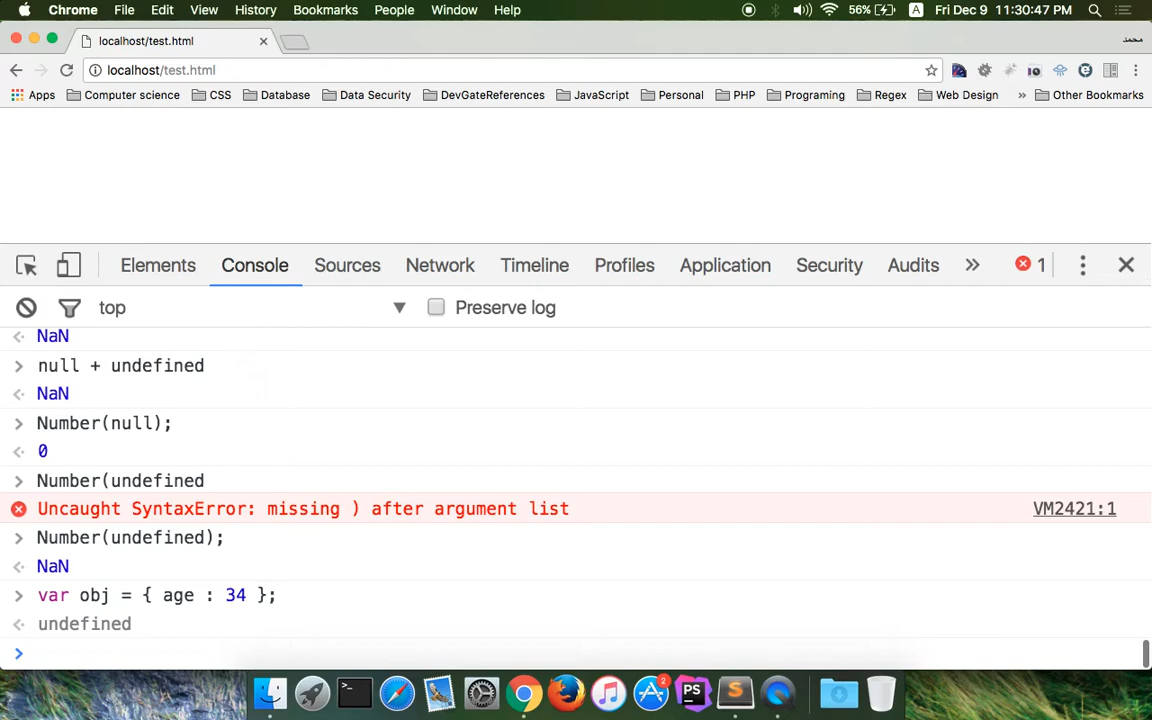 Chrome File Edit View History Bookmarks People Window Help 56% A Fri Dec 9 11:30:47 PM
localhost/test.html محمد
localhost/test.html
Apps Computer science CSS Database Data Security DevGateReferences JavaScript Personal PHP Programing Regex Web Design » Other Bookmarks
Elements Console Sources Network Timeline Profiles Application Security Audits » 1
top Preserve log
NaN
null + undefined
NaN
Number(null);
0
Number(undefined
Uncaught SyntaxError: missing ) after argument list VM2421:1
Number(undefined);
NaN
var obj = { age : 34 };
undefined
2
>_ PS S